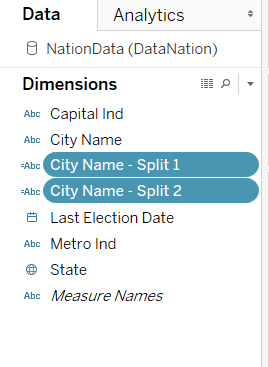 Data Analytics
NationData (DataNation)
Dimensions
Abc Capital Ind
Abc City Name
=Abc City Name - Split 1
=Abc City Name - Split 2
Last Election Date
Abc Metro Ind
State
Abc Measure Names